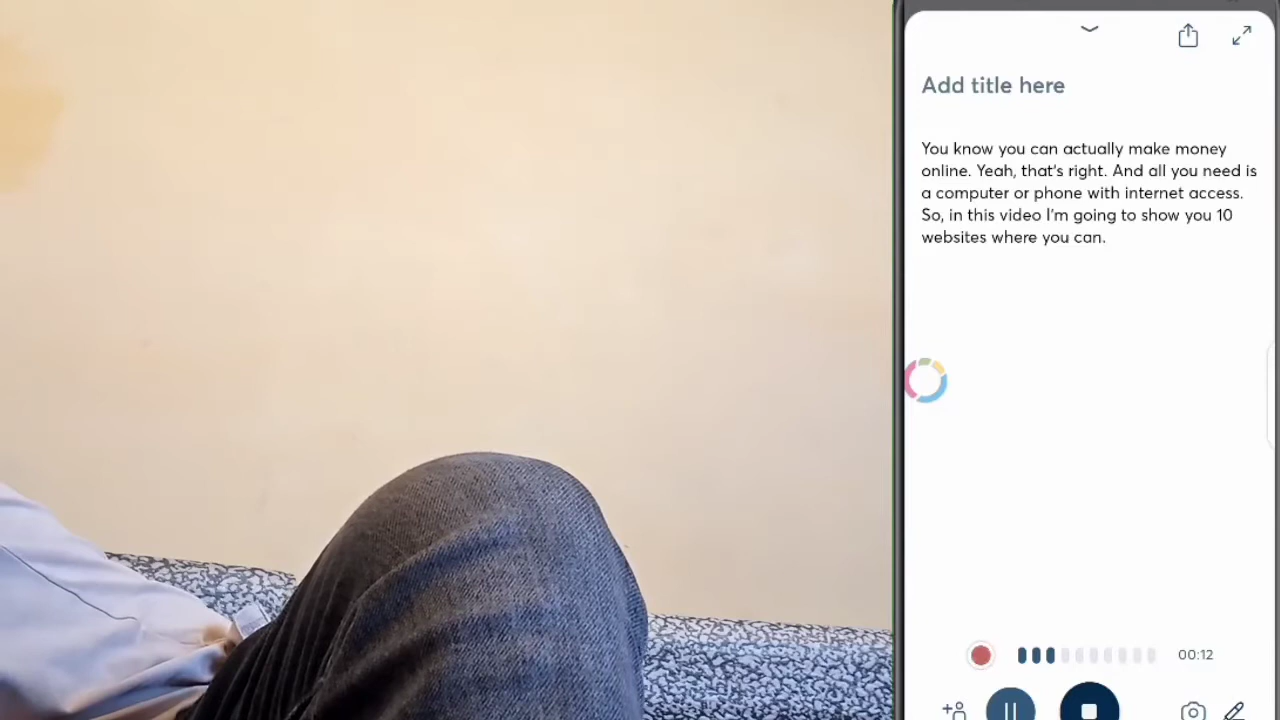 Add title here
You know you can actually make money
online. Yeah, that's right. And all you need is
a computer or phone with internet access.
So, in this video I'm going to show you 10
websites where you can.
00:12